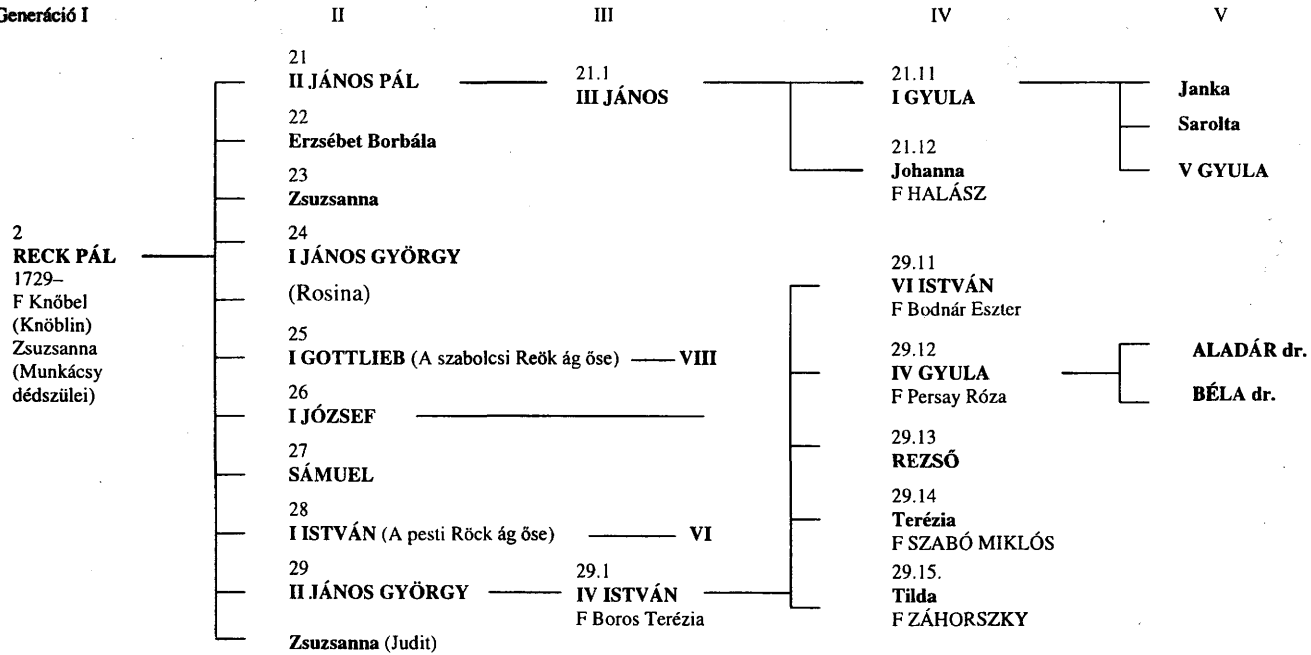 Generáció I II III IV V
2
RECK PÁL
1729–
F Knőbel
(Knöblin)
Zsuzsanna
(Munkácsy
dédszülei)
21
II JÁNOS PÁL
22
Erzsébet Borbála
23
Zsuzsanna
24
I JÁNOS GYÖRGY
(Rosina)
25
I GOTTLIEB (A szabolcsi Reök ág őse) VIII
26
I JÓZSEF
27
SÁMUEL
28
I ISTVÁN (A pesti Röck ág őse) VI
29
II JÁNOS GYÖRGY
Zsuzsanna (Judit)
21.1
III JÁNOS
29.1
IV ISTVÁN
F Boros Terézia
21.11
I GYULA
21.12
Johanna
F HALÁSZ
29.11
VI ISTVÁN
F Bodnár Eszter
29.12
IV GYULA
F Persay Róza
29.13
REZSŐ
29.14
Terézia
F SZABÓ MIKLÓS
29.15.
Tilda
F ZÁHORSZKY
Janka
Sarolta
V GYULA
ALADÁR dr.
BÉLA dr.